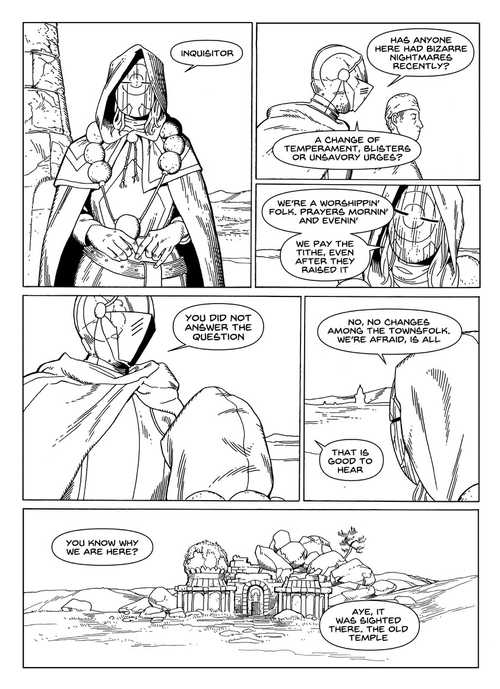 INQUISITOR
HAS ANYONE
HERE HAD BIZARRE
NIGHTMARES
RECENTLY?
A CHANGE OF
TEMPERAMENT, BLISTERS
OR UNSAVORY URGES?
WE'RE A WORSHIPPIN'
FOLK. PRAYERS MORNIN'
AND EVENIN'
WE PAY THE
TITHE, EVEN
AFTER THEY
RAISED IT
YOU DID NOT
ANSWER THE
QUESTION
NO, NO CHANGES
AMONG THE TOWNSFOLK.
WE'RE AFRAID, IS ALL
THAT IS
GOOD TO
HEAR
YOU KNOW WHY
WE ARE HERE?
AYE, IT
WAS SIGHTED
THERE, THE OLD
TEMPLE